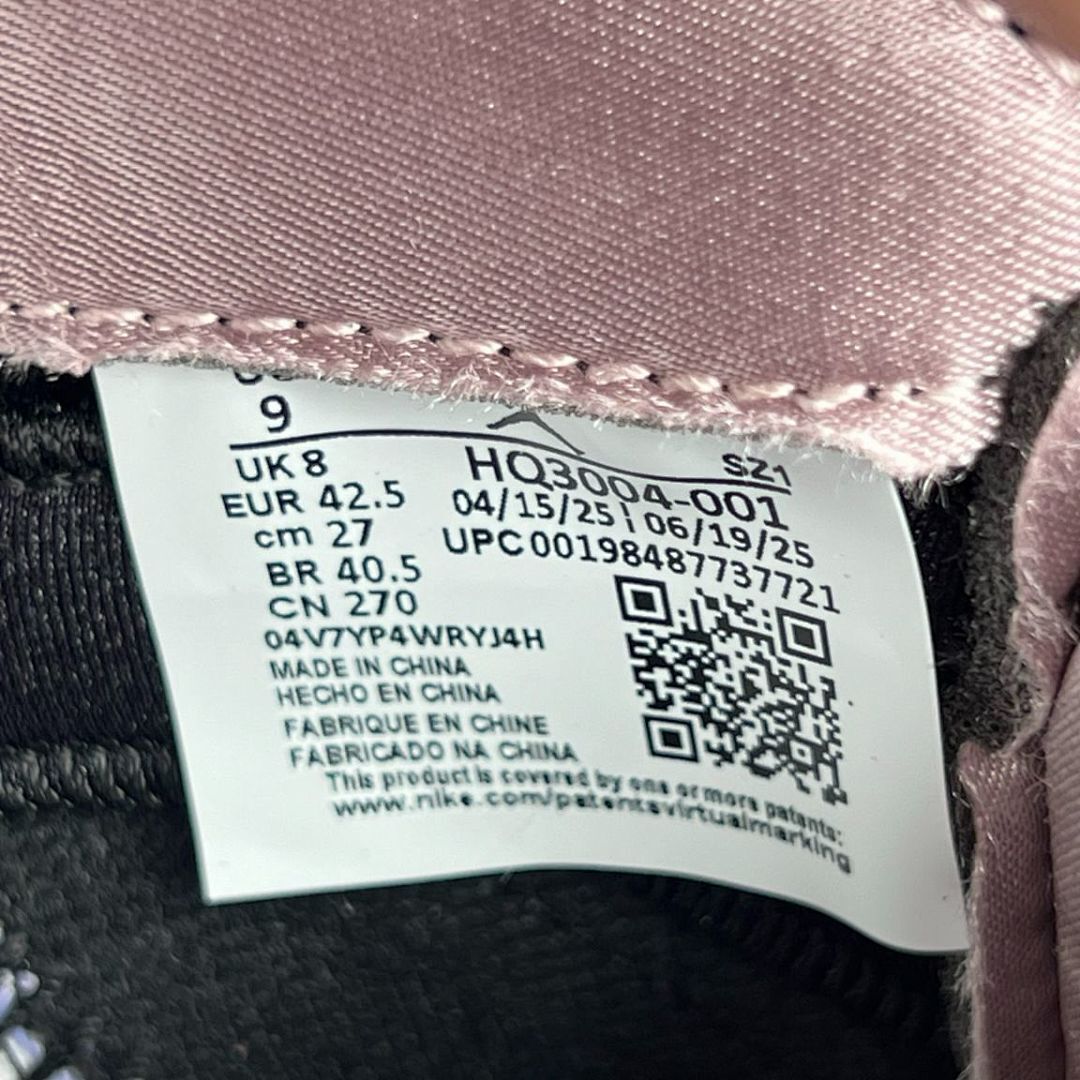 9
SZ1
UK 8
HQ3004-001
EUR 42.5
04/15/25 | 06/19/25
cm 27
UPC 00198487737721
BR 40.5
CN 270
04V7YP4WRYJ4H
MADE IN CHINA
HECHO EN CHINA
FABRIQUE EN CHINE
FABRICADO NA CHINA
This product is covered by one or more patents:
www.nike.com/patentsvirtualmarking